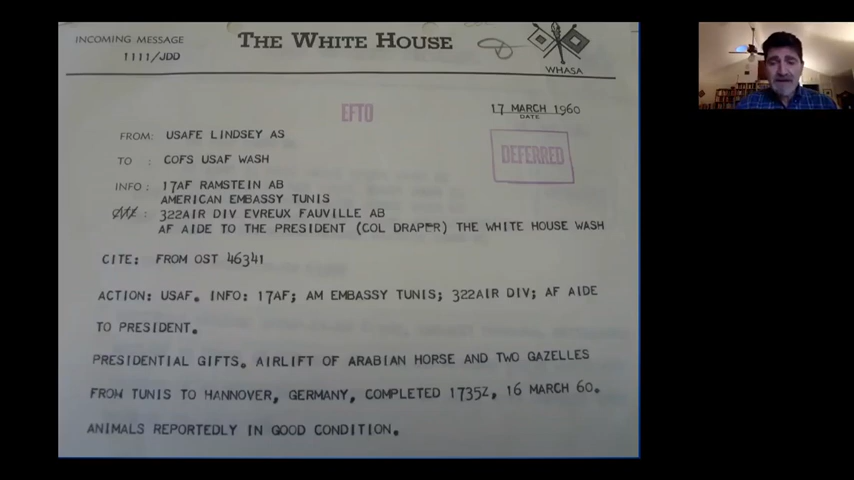 INCOMING MESSAGE
1111/JDD
THE WHITE HOUSE
WHASA
EFTO
17 MARCH 1960
DATE
DEFERRED
FROM: USAFE LINDSEY AS
TO : COFS USAF WASH
INFO : 17AF RAMSTEIN AB
AMERICAN EMBASSY TUNIS
: 322AIR DIV EVREUX FAUVILLE AB
AF AIDE TO THE PRESIDENT (COL DRAPER) THE WHITE HOUSE WASH
CITE: FROM OST 46341
ACTION: USAF. INFO: 17AF; AM EMBASSY TUNIS; 322AIR DIV; AF AIDE
TO PRESIDENT.
PRESIDENTIAL GIFTS. AIRLIFT OF ARABIAN HORSE AND TWO GAZELLES
FROM TUNIS TO HANNOVER, GERMANY, COMPLETED 1735Z, 16 MARCH 60.
ANIMALS REPORTEDLY IN GOOD CONDITION.